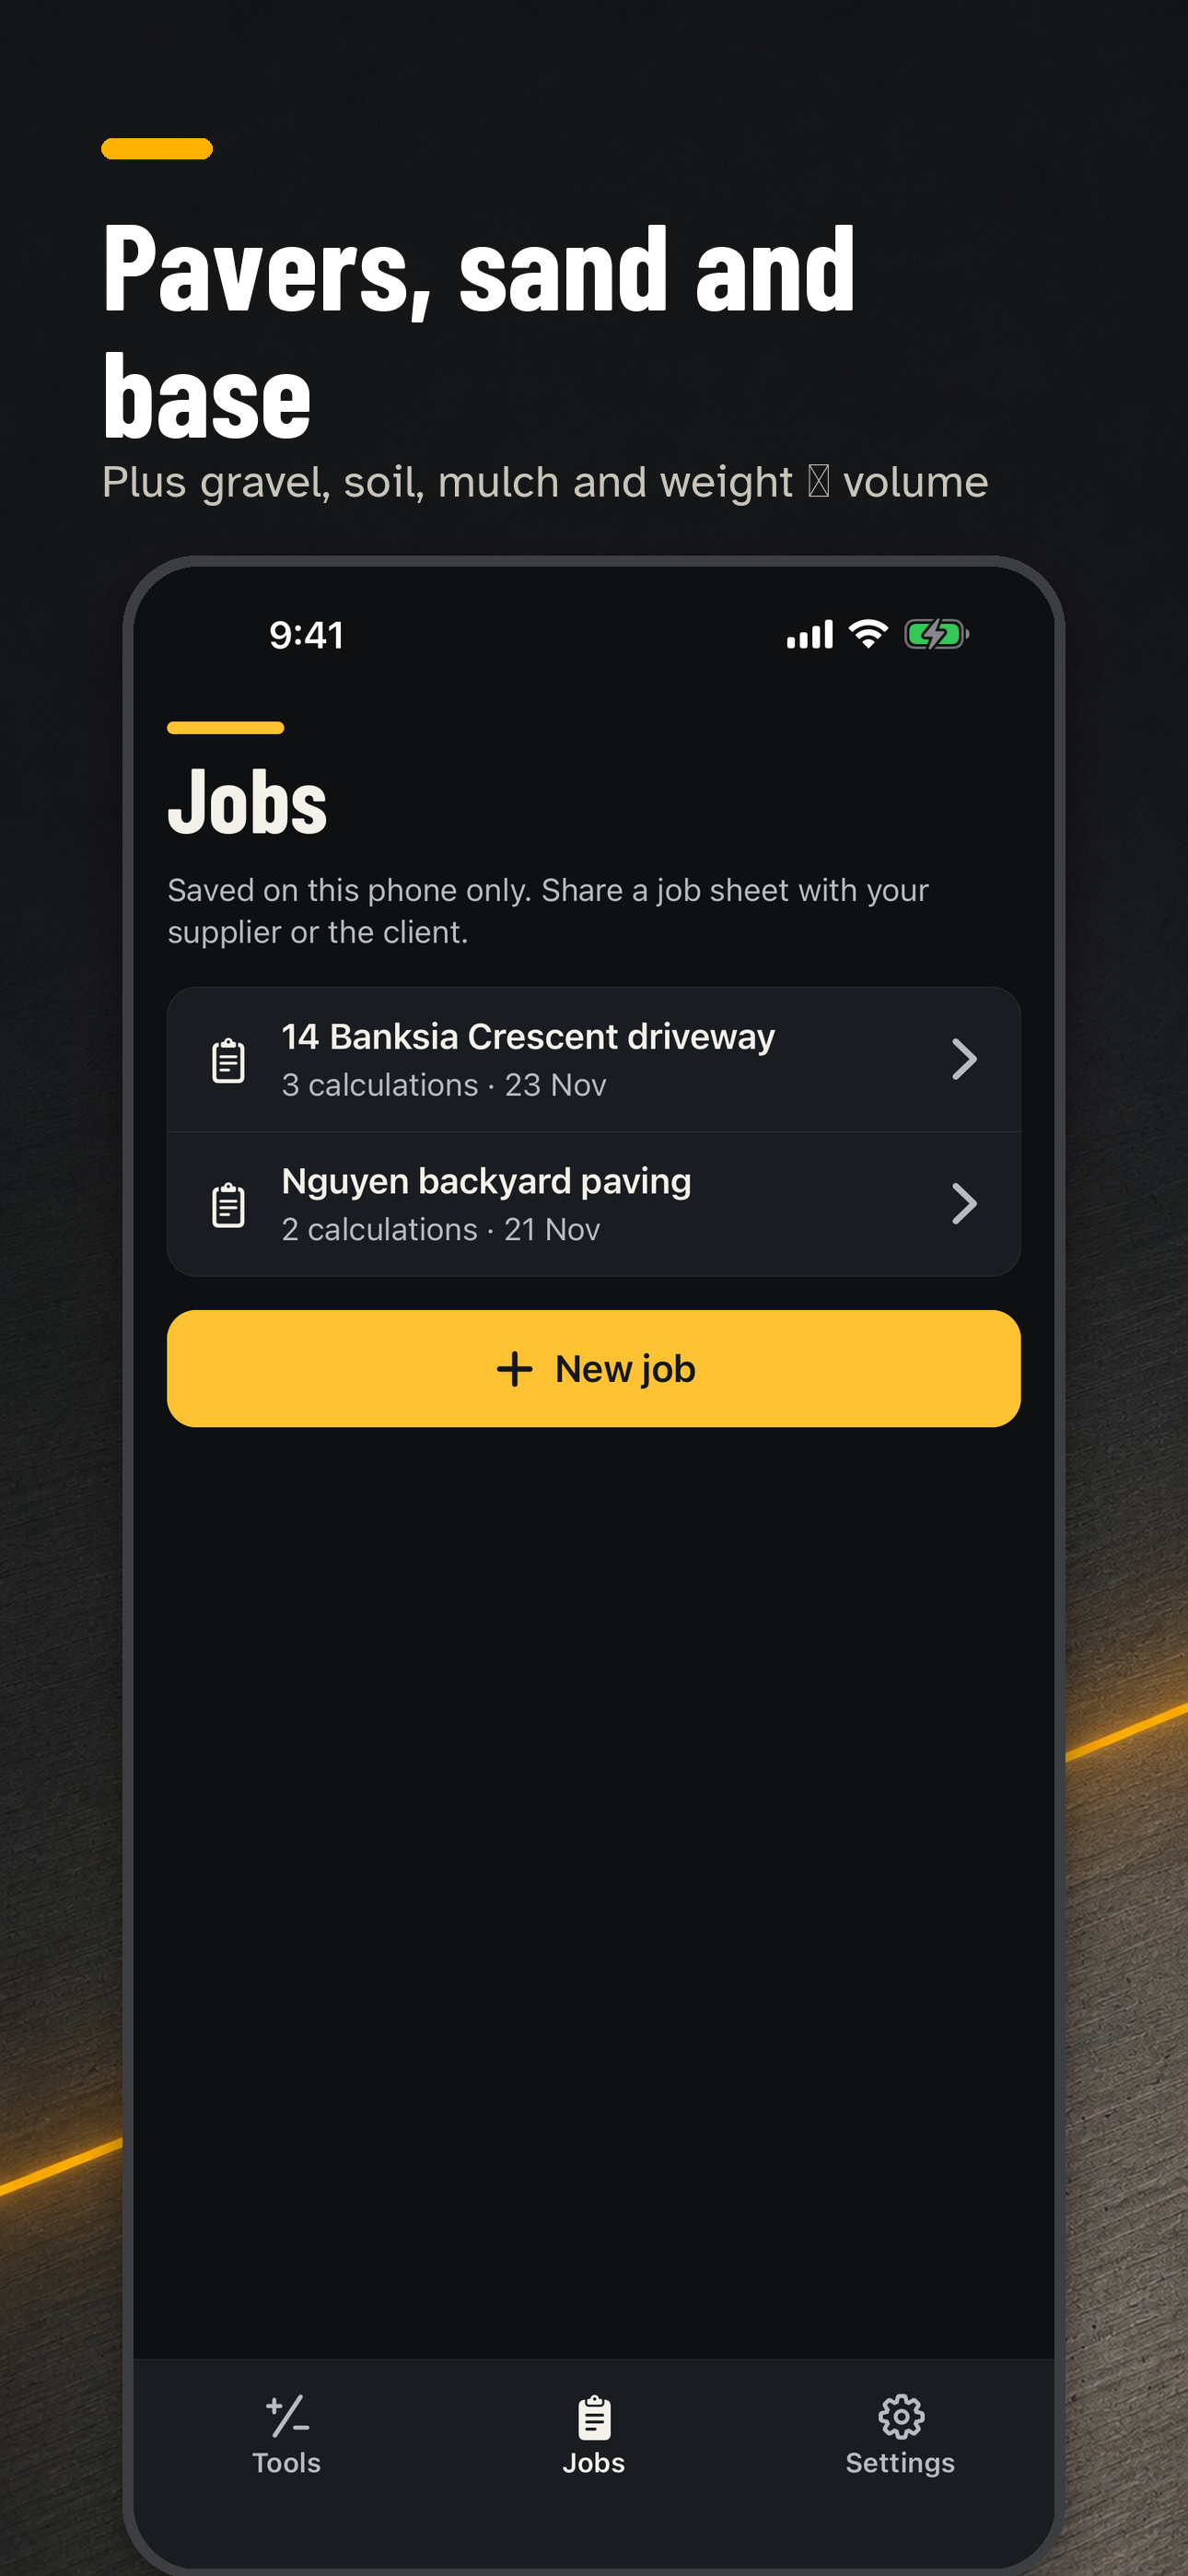 Pavers, sand and
base
Plus gravel, soil, mulch and weight ☒ volume
9:41
Jobs
Saved on this phone only. Share a job sheet with your
supplier or the client.
14 Banksia Crescent driveway
3 calculations · 23 Nov
Nguyen backyard paving
2 calculations · 21 Nov
+ New job
Tools
Jobs
Settings